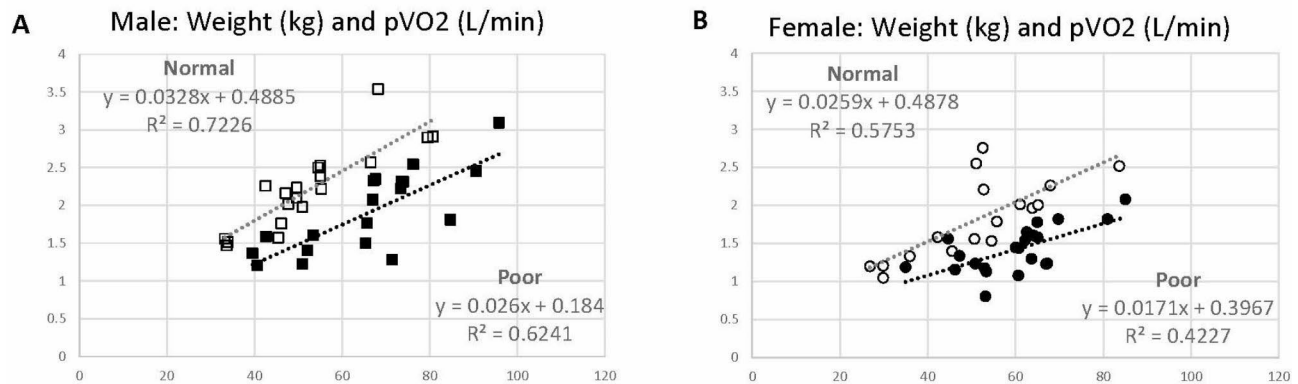 A
Male: Weight (kg) and pVO2 (L/min)
4
3.5
3
2.5
2
1.5
1
0.5
0
Normal
y = 0.0328x + 0.4885
R² = 0.7226
Poor
y = 0.026x + 0.184
R² = 0.6241
0 20 40 60 80 100 120
B
Female: Weight (kg) and pVO2 (L/min)
4
3.5
3
2.5
2
1.5
1
0.5
0
Normal
y = 0.0259x + 0.4878
R² = 0.5753
Poor
y = 0.0171x + 0.3967
R² = 0.4227
0 20 40 60 80 100 120